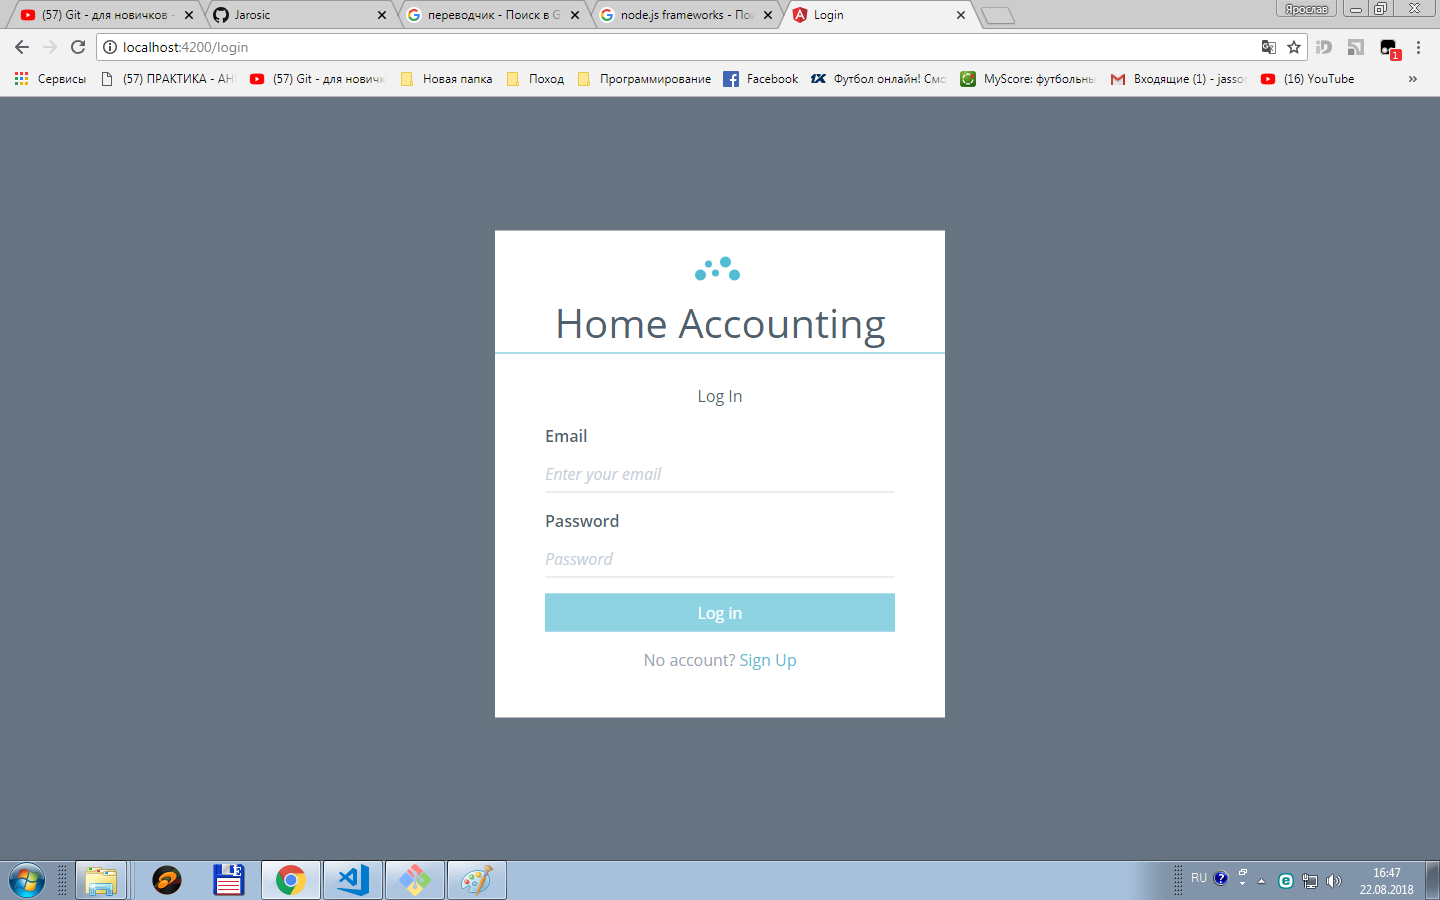 (57) Git - для новичков -
Jarosic
переводчик - Поиск в G
node.js frameworks - Пои
Login
Ярослав
localhost:4200/login
1
Сервисы
(57) ПРАКТИКА - АН
(57) Git - для новичк
Новая папка
Поход
Программирование
Facebook
Футбол онлайн! Смо
MyScore: футбольны
Входящие (1) - jasso
(16) YouTube
Home Accounting
Log In
Email
Enter your email
Password
Password
Log in
No account? Sign Up
RU
16:47
22.08.2018